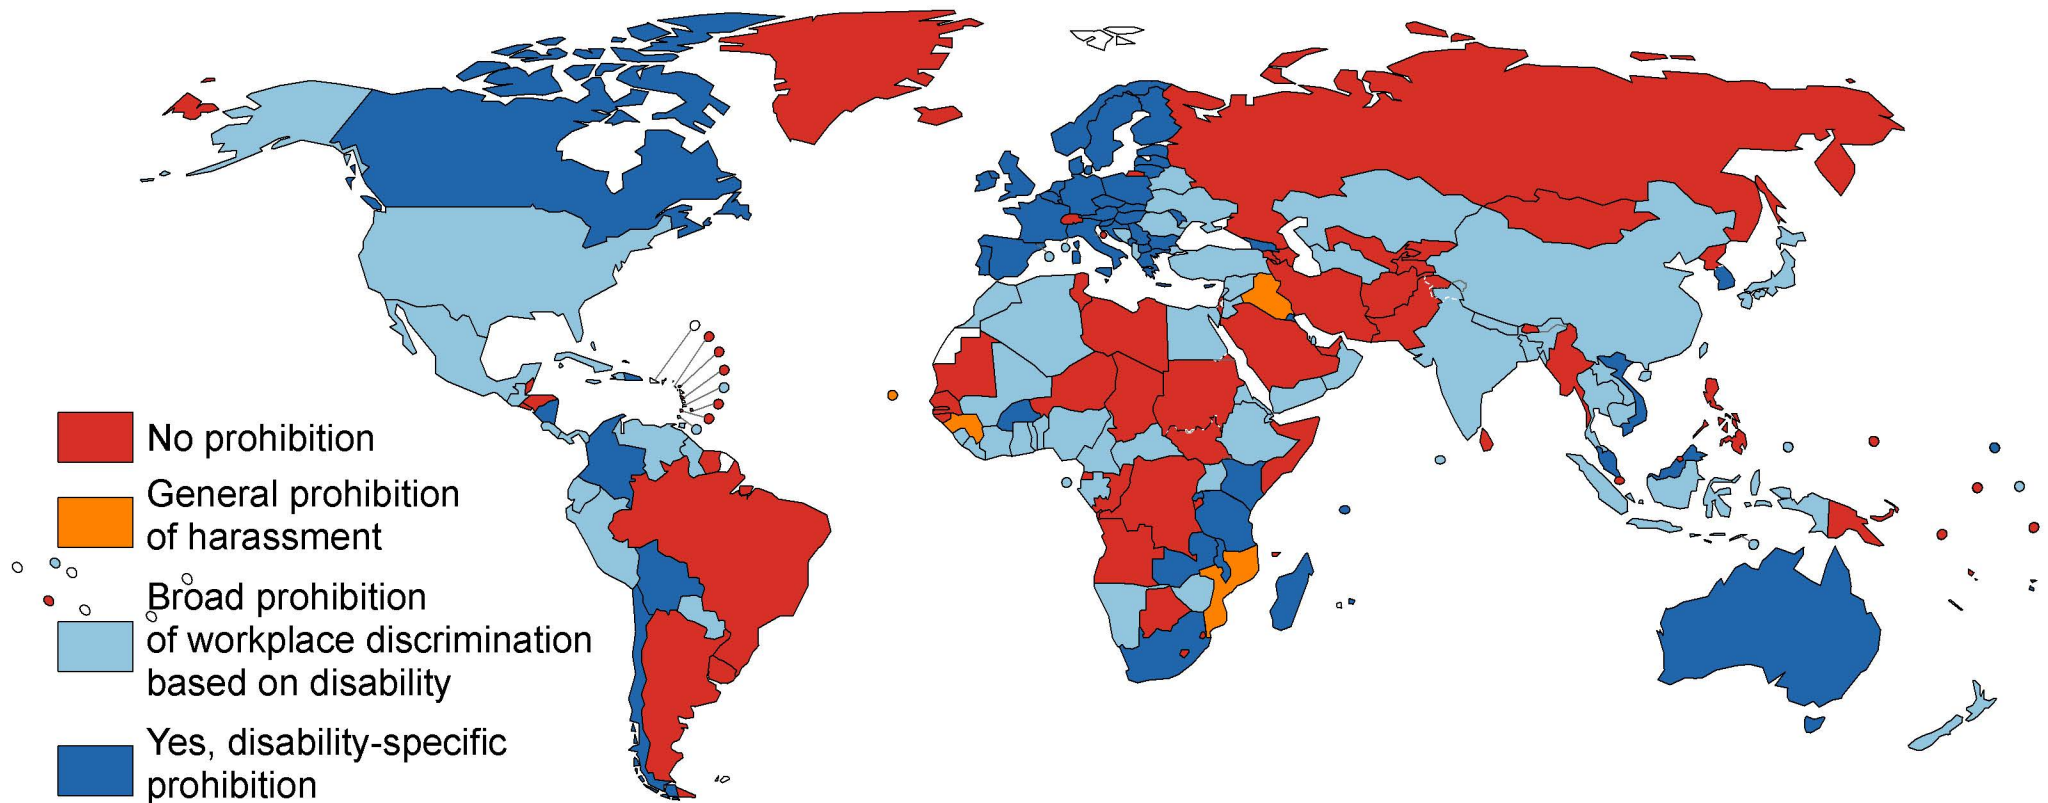 No prohibition
General prohibition
of harassment
Broad prohibition
of workplace discrimination
based on disability
Yes, disability-specific
prohibition